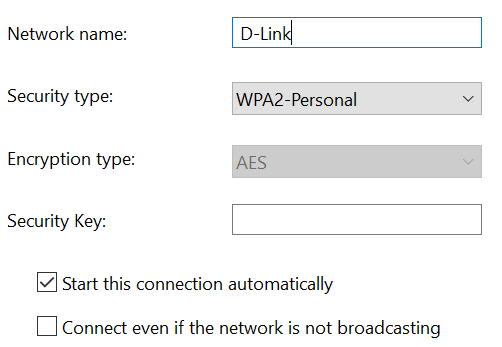 Network name: D-Link
Security type: WPA2-Personal
Encryption type: AES
Security Key:
Start this connection automatically
Connect even if the network is not broadcasting